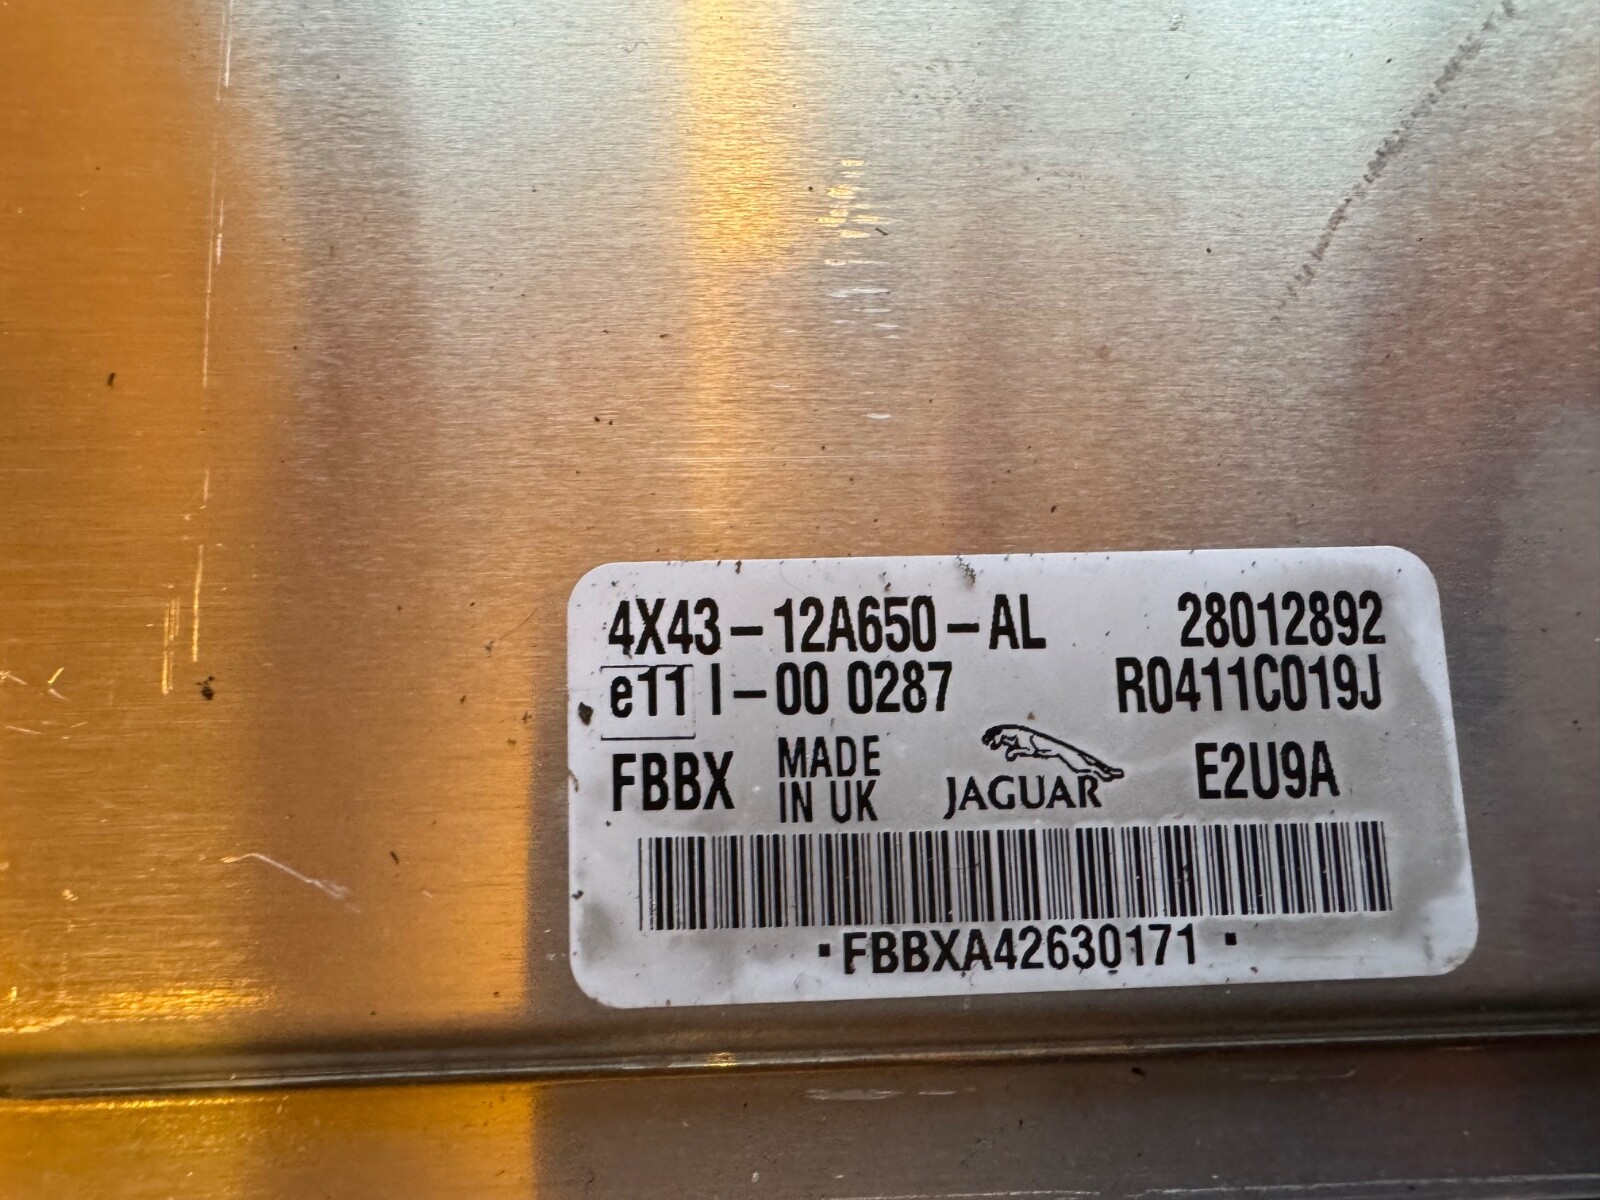 4X43-12A650-AL 28012892
e11 I-00 0287 R0411C019J
FBBX MADE IN UK JAGUAR E2U9A
·FBBXA42630171·